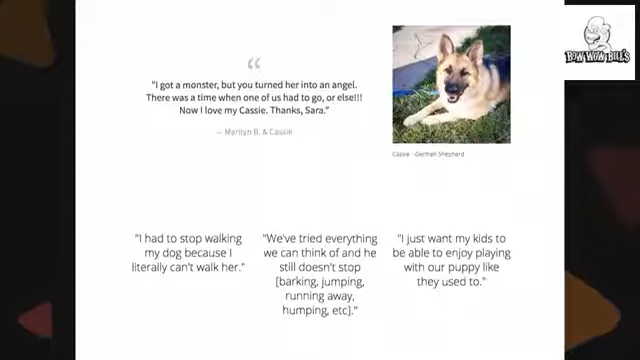 “
"I got a monster, but you turned her into an angel.
There was a time when one of us had to go, or else!!!
Now I love my Cassie. Thanks, Sara."
— Marilyn B. & Cassie
Cassie - German Shepherd
BOW WOW BILL'S
"I had to stop walking
my dog because I
literally can't walk her."
"We've tried everything
we can think of and he
still doesn't stop
[barking, jumping,
running away,
humping, etc]."
"I just want my kids to
be able to enjoy playing
with our puppy like
they used to."